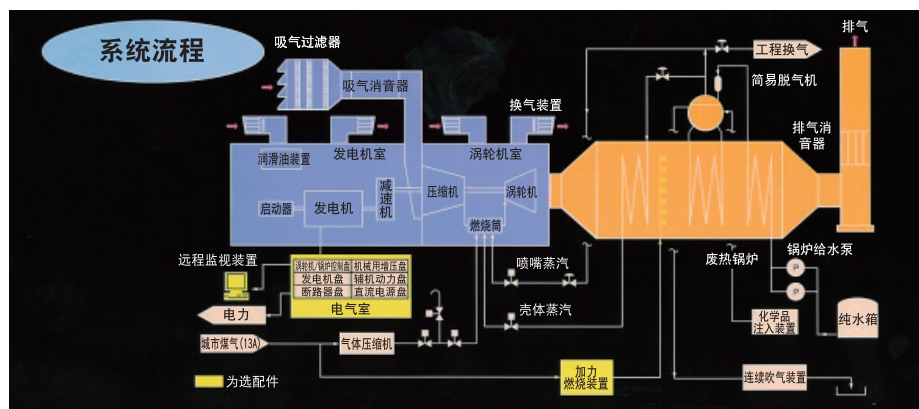 系统流程
吸气过滤器
排气
工程换气
简易脱气机
吸气消音器
换气装置
排气消
音器
润滑油装置
发电机室
涡轮机室
启动器
发电机
减
速
机
压缩机
涡轮机
燃烧筒
远程监视装置
涡轮机/锅炉控制盘
机械用增压盘
发电机盘
辅机动力盘
断路器盘
直流电源盘
电气室
喷嘴蒸汽
壳体蒸汽
废热锅炉
锅炉给水泵
P
P
电力
化学品
注入装置
纯水箱
城市煤气(13A)
气体压缩机
加力
燃烧装置
连续吹气装置
为选配件